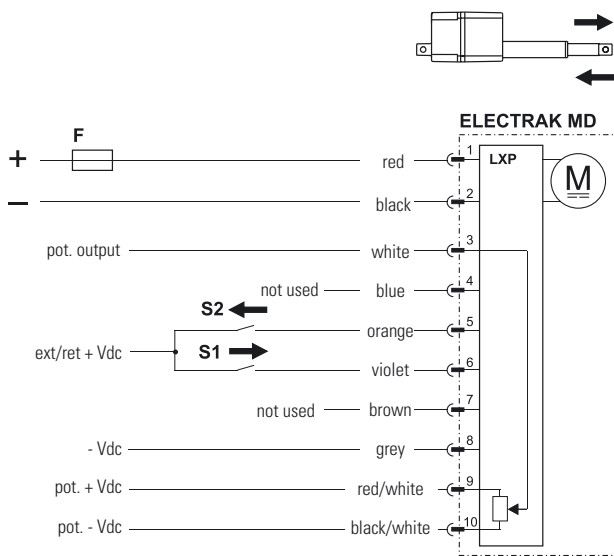 ELECTRAK MD
F
+ red 1 LXP M
− black 2
pot. output white 3
not used blue 4
S2
orange 5
ext/ret + Vdc S1
violet 6
not used brown 7
- Vdc grey 8
pot. + Vdc red/white 9
pot. - Vdc black/white 10